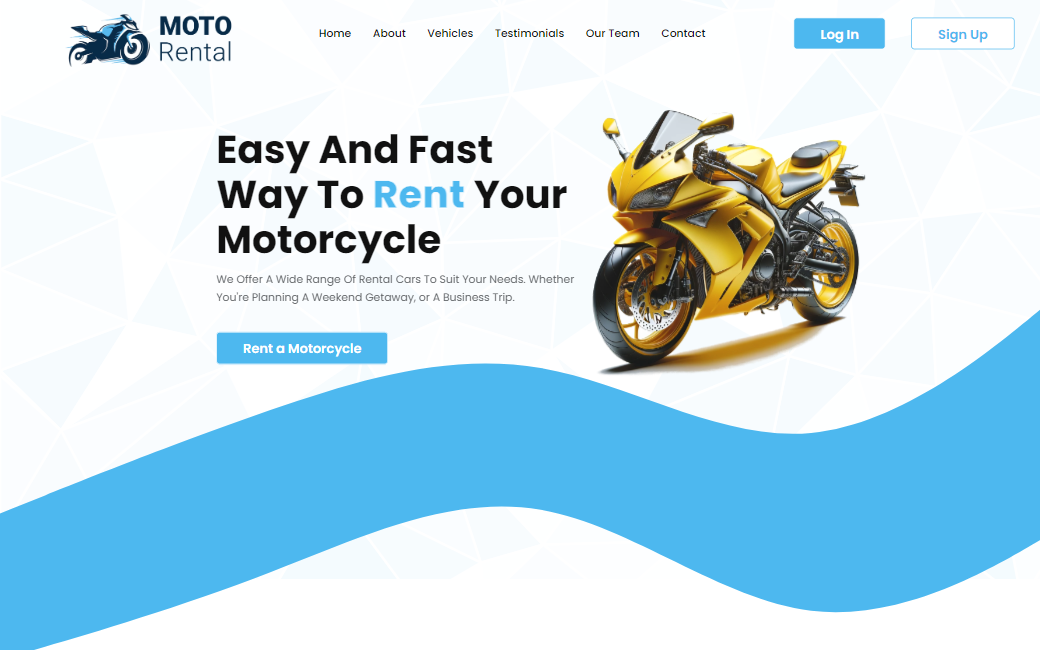 MOTO
Rental
Home About Vehicles Testimonials Our Team Contact
Log In
Sign Up
Easy And Fast
Way To Rent Your
Motorcycle
We Offer A Wide Range Of Rental Cars To Suit Your Needs. Whether
You're Planning A Weekend Getaway, or A Business Trip.
Rent a Motorcycle